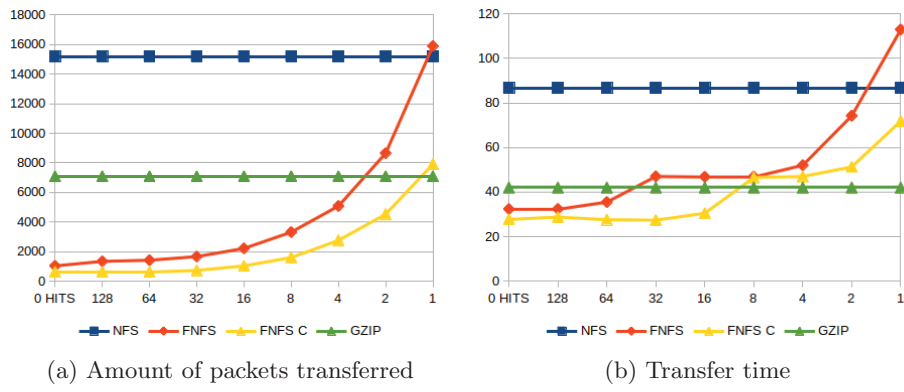 18000
16000
14000
12000
10000
8000
6000
4000
2000
0
0 HITS 128 64 32 16 8 4 2 1
NFS FNFS FNFS C GZIP
(a) Amount of packets transferred
120
100
80
60
40
20
0
0 HITS 128 64 32 16 8 4 2 1
NFS FNFS FNFS C GZIP
(b) Transfer time